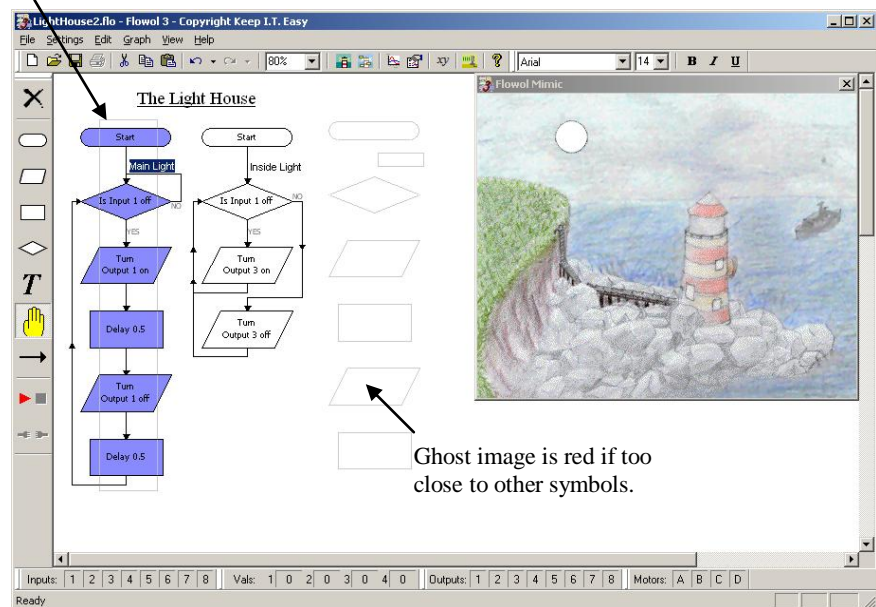 LightHouse2.flo - Flowol 3 - Copyright Keep I.T. Easy
File Settings Edit Graph View Help
80%
Arial
14
B I U
The Light House
Flowol Mimic
Start
Main Light
Is Input 1 off
NO
YES
Turn
Output 1 on
Delay 0.5
Turn
Output 1 off
Delay 0.5
Start
Inside Light
Is Input 1 off
NO
YES
Turn
Output 3 on
Turn
Output 3 off
T
Ghost image is red if too
close to other symbols.
Inputs: 1 2 3 4 5 6 7 8 Vals: 1 0 2 0 3 0 4 0 Outputs: 1 2 3 4 5 6 7 8 Motors: A B C D
Ready